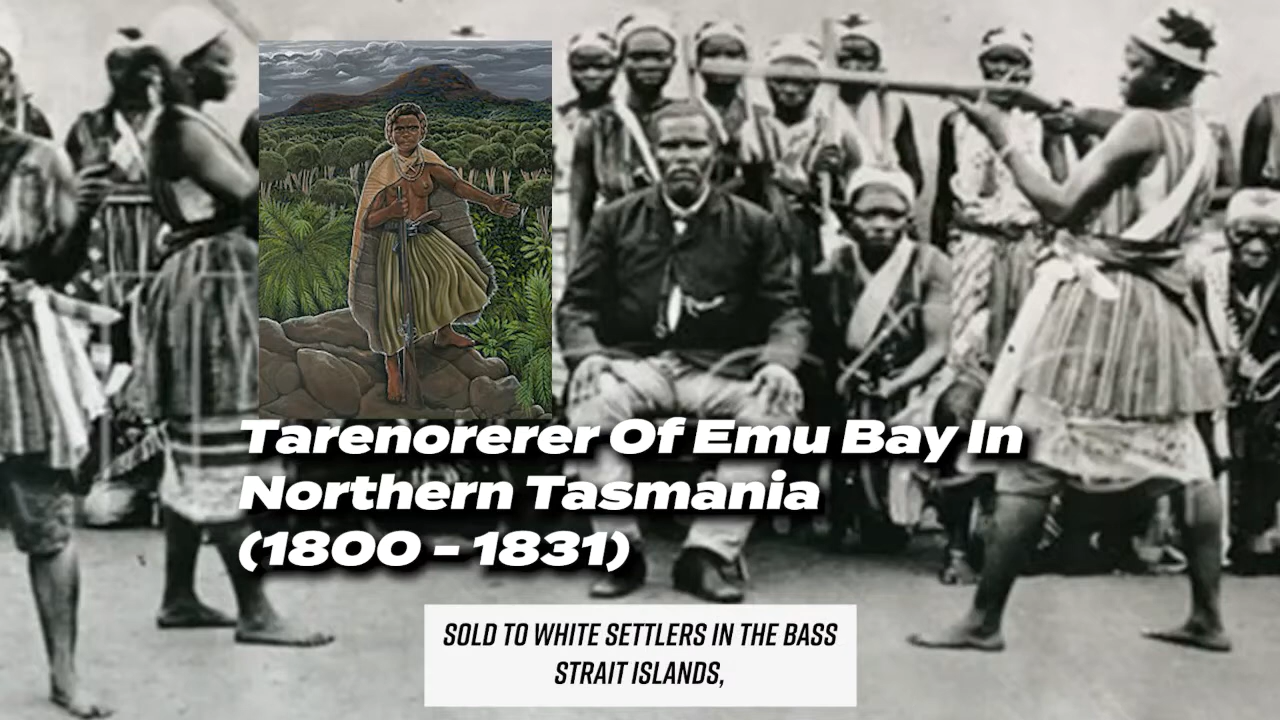 Tarenorerer Of Emu Bay In
Northern Tasmania
(1800 - 1831)
SOLD TO WHITE SETTLERS IN THE BASS
STRAIT ISLANDS,